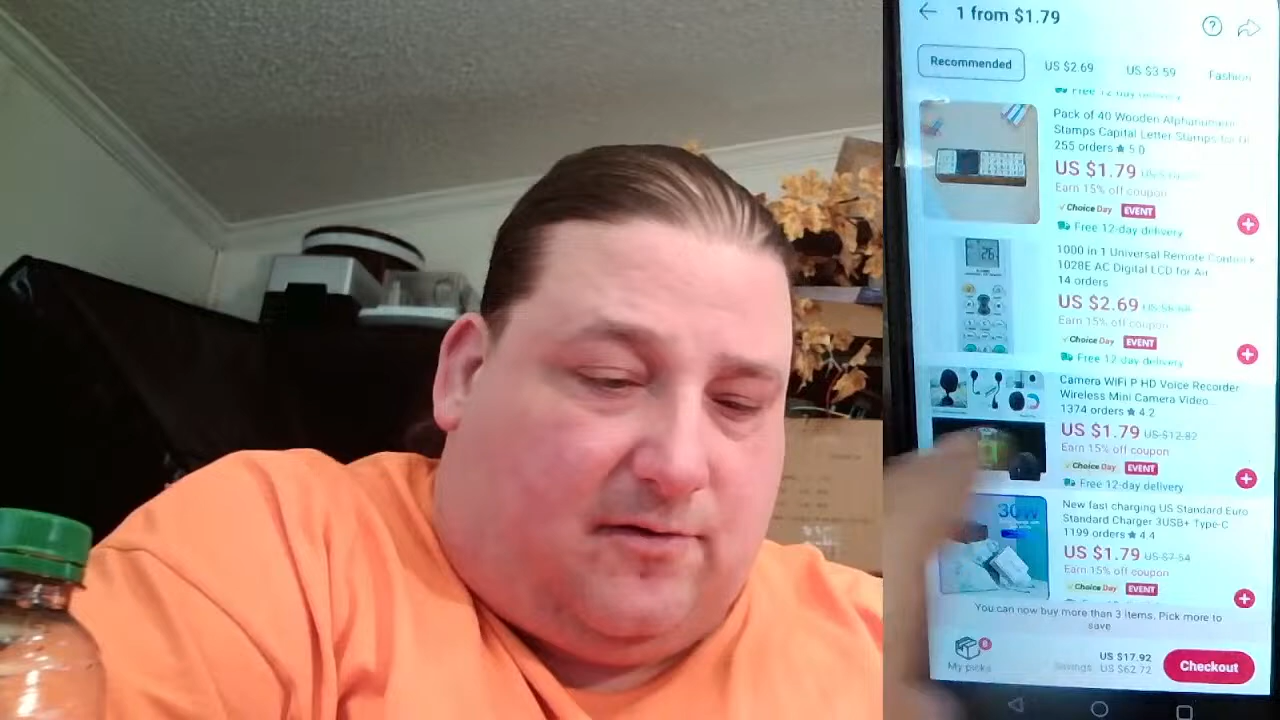 1 from $1.79
Recommended
US $2.69
US $3.59
Fashion
Free 12-day delivery
Pack of 40 Wooden
Stamps Capital Letter Stamps for
255 orders ★ 5.0
US $1.79
Earn 15% off coupon
Choice Day EVENT
Free 12-day delivery
1000 in 1 Universal Remote Control K
1028E AC Digital LCD for Air
14 orders
US $2.69
Earn 15% off coupon
Choice Day EVENT
Free 12-day delivery
Camera WiFi P HD Voice Recorder
Wireless Mini Camera Video...
1374 orders ★ 4.2
US $1.79 US $12.82
Earn 15% off coupon
Choice Day EVENT
Free 12-day delivery
30W
New fast charging US Standard Euro
Standard Charger 3USB+ Type-C
1199 orders ★ 4.4
US $1.79 US $7.54
Earn 15% off coupon
Choice Day EVENT
You can now buy more than 3 items. Pick more to
save
My picks
US $17.92
Savings US $62.72
Checkout